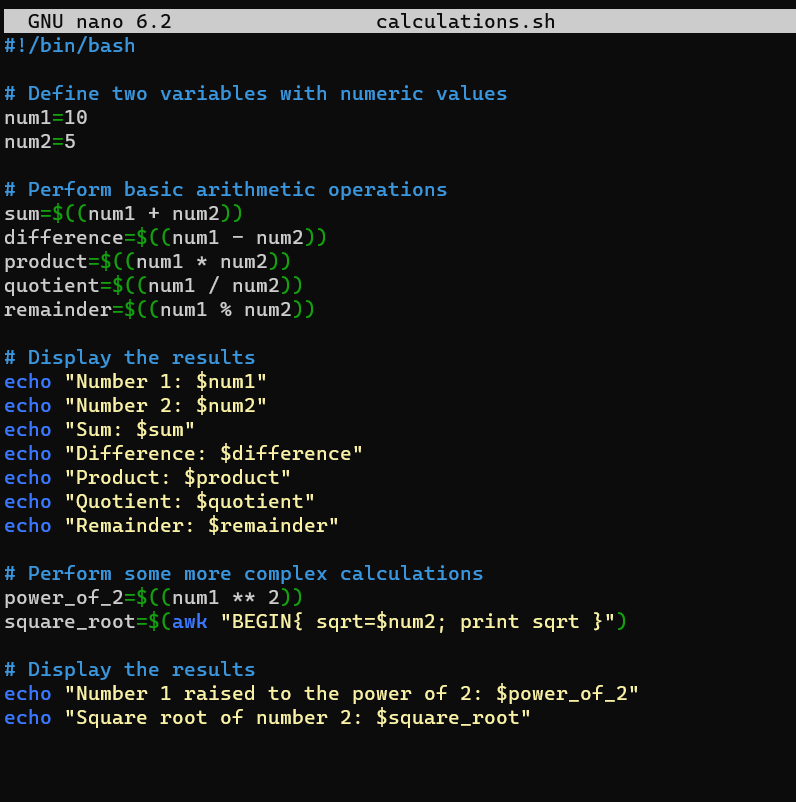 GNU nano 6.2 calculations.sh
#!/bin/bash
# Define two variables with numeric values
num1=10
num2=5
# Perform basic arithmetic operations
sum=$((num1 + num2))
difference=$((num1 - num2))
product=$((num1 * num2))
quotient=$((num1 / num2))
remainder=$((num1 % num2))
# Display the results
echo "Number 1: $num1"
echo "Number 2: $num2"
echo "Sum: $sum"
echo "Difference: $difference"
echo "Product: $product"
echo "Quotient: $quotient"
echo "Remainder: $remainder"
# Perform some more complex calculations
power_of_2=$((num1 ** 2))
square_root=$(awk "BEGIN{ sqrt=$num2; print sqrt }")
# Display the results
echo "Number 1 raised to the power of 2: $power_of_2"
echo "Square root of number 2: $square_root"